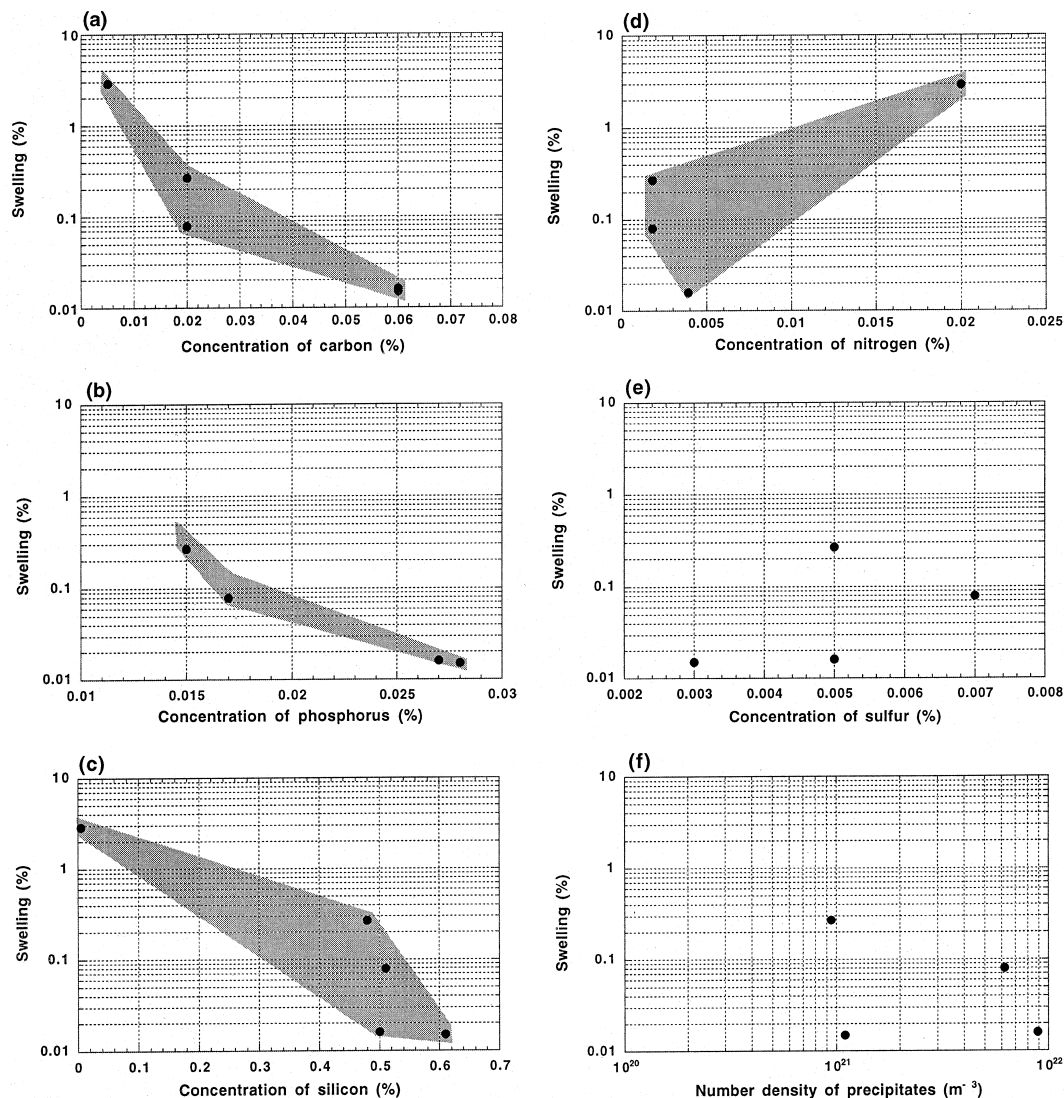 (a)
10
1
0.1
0.01
Swelling (%)
0 0.01 0.02 0.03 0.04 0.05 0.06 0.07 0.08
Concentration of carbon (%)
(b)
10
1
0.1
0.01
Swelling (%)
0.01 0.015 0.02 0.025 0.03
Concentration of phosphorus (%)
(c)
10
1
0.1
0.01
Swelling (%)
0 0.1 0.2 0.3 0.4 0.5 0.6 0.7
Concentration of silicon (%)
(d)
10
1
0.1
0.01
Swelling (%)
0 0.005 0.01 0.015 0.02 0.025
Concentration of nitrogen (%)
(e)
10
1
0.1
0.01
Swelling (%)
0.002 0.003 0.004 0.005 0.006 0.007 0.008
Concentration of sulfur (%)
(f)
10
1
0.1
0.01
Swelling (%)
10²⁰ 10²¹ 10²²
Number density of precipitates (m⁻³)